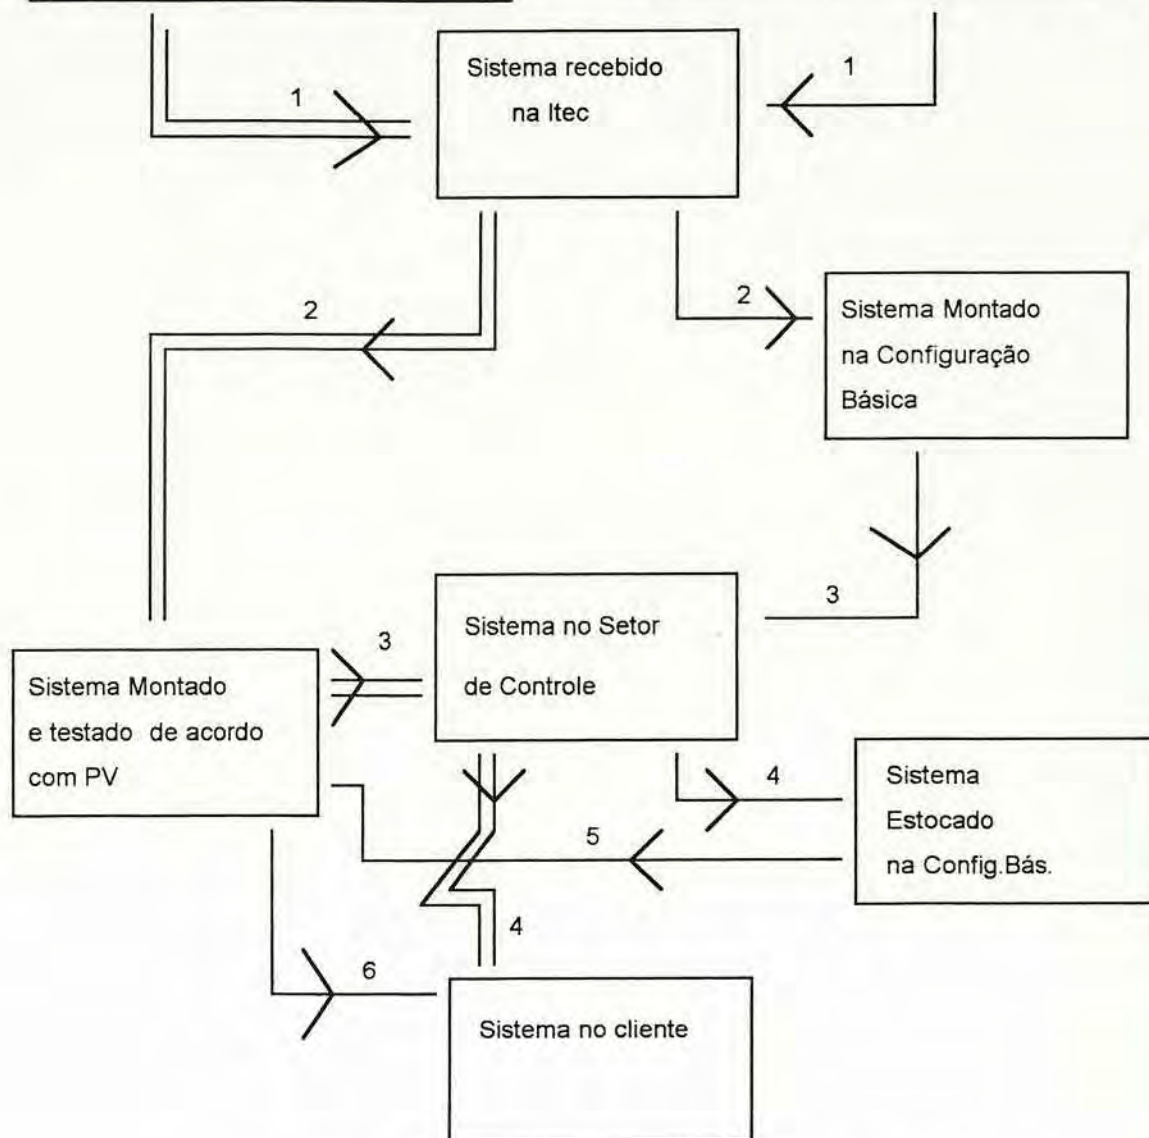 1
Sistema recebido
na Itec
1
2
2
Sistema Montado
na Configuração
Básica
3
Sistema no Setor
de Controle
3
Sistema Montado
e testado de acordo
com PV
4
Sistema
Estocado
na Config.Bás.
5
4
6
Sistema no cliente